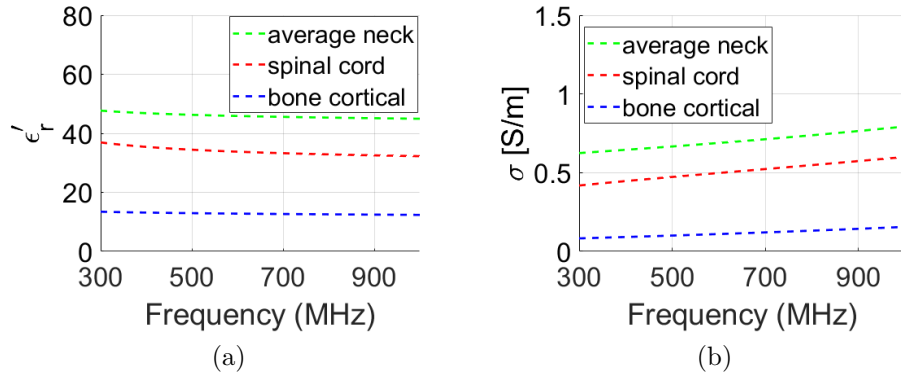 80
60
40
20
0
ϵ′r
average neck
spinal cord
bone cortical
300 500 700 900
Frequency (MHz)
(a)
1.5
1
0.5
0
σ [S/m]
average neck
spinal cord
bone cortical
300 500 700 900
Frequency (MHz)
(b)